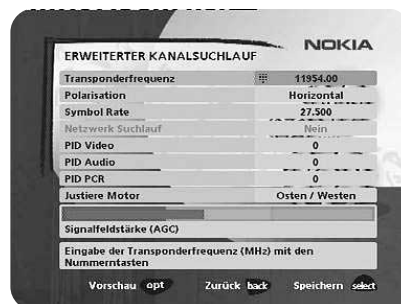 NOKIA
ERWEITERTER KANALSUCHLAUF
Transponderfrequenz 11954.00
Polarisation Horizontal
Symbol Rate 27.500
Netzwerk Suchlauf Nein
PID Video 0
PID Audio 0
PID PCR 0
Justiere Motor Osten / Westen
Signalfeldstärke (AGC)
Eingabe der Transponderfrequenz (MHz) mit den
Nummerntasten
Vorschau opt Zurück back Speichern select